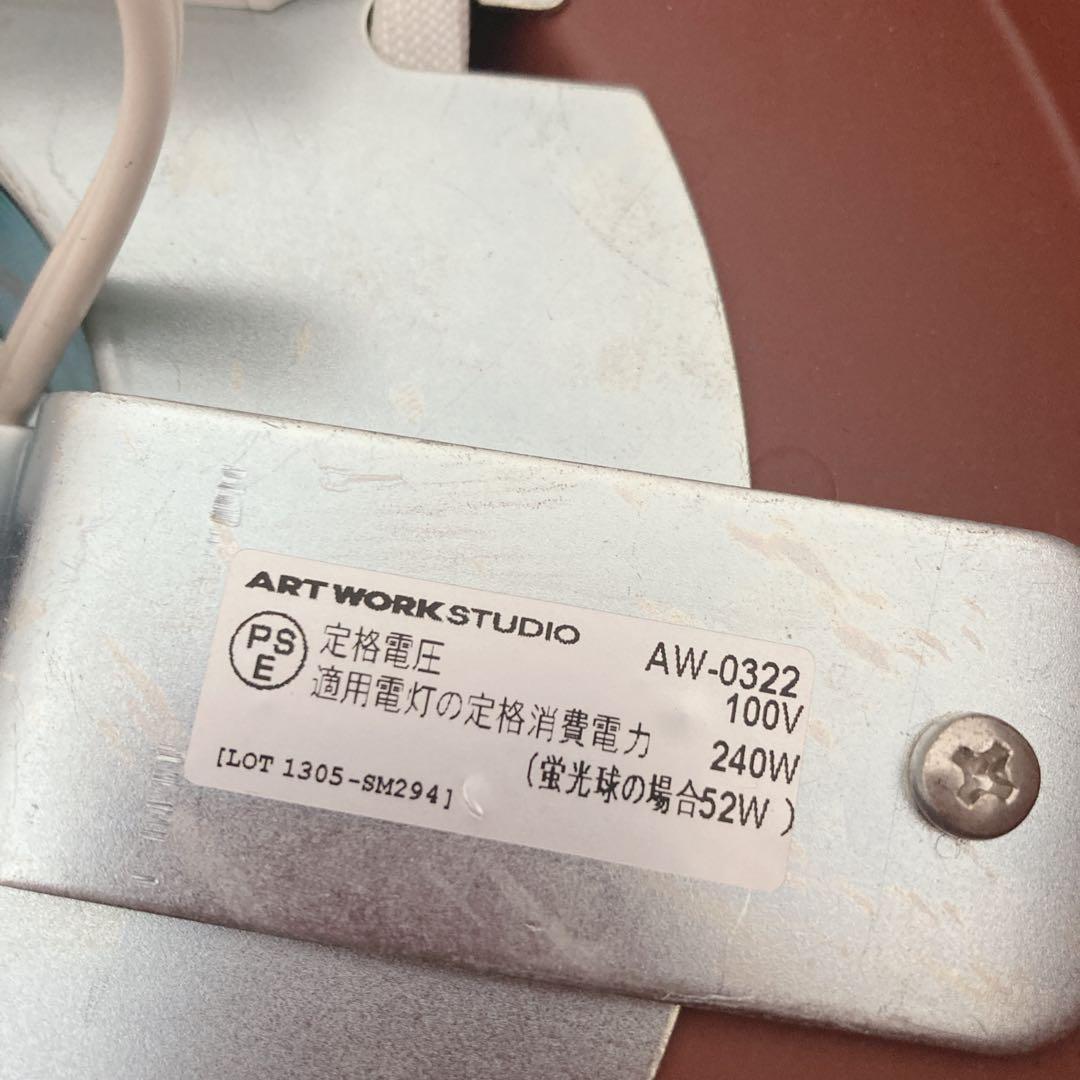 ART WORK STUDIO
AW-0322
PSE
定格電圧 100V
適用電灯の定格消費電力 240W
(蛍光球の場合52W )
[LOT 1305-SM294]